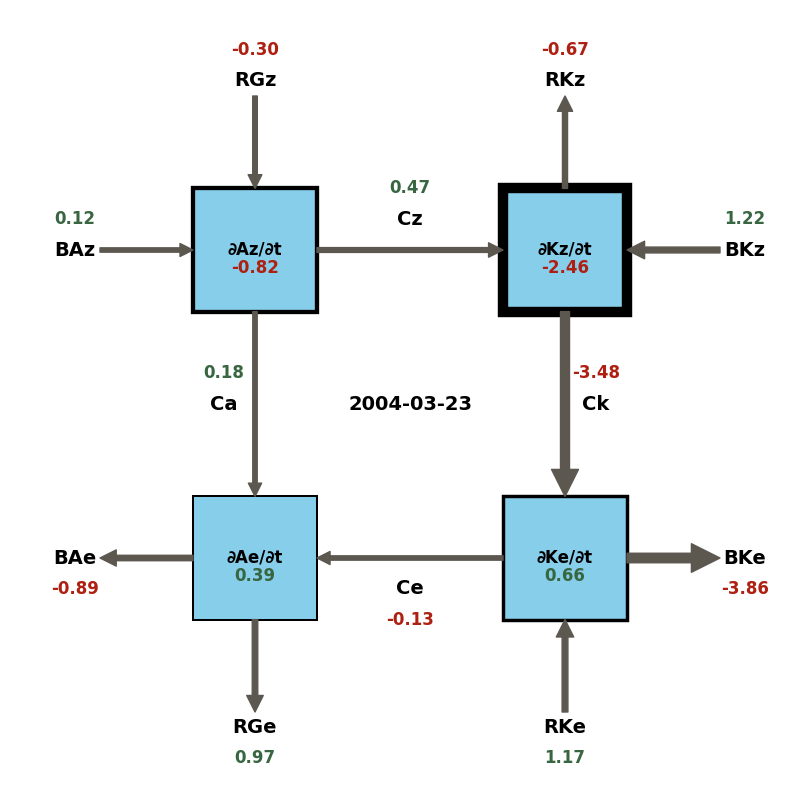 -0.30
RGz
-0.67
RKz
0.12
BAz
∂Az/∂t
-0.82
0.47
Cz
∂Kz/∂t
-2.46
1.22
BKz
0.18
Ca
2004-03-23
-3.48
Ck
BAe
-0.89
∂Ae/∂t
0.39
Ce
-0.13
∂Ke/∂t
0.66
BKe
-3.86
RGe
0.97
RKe
1.17